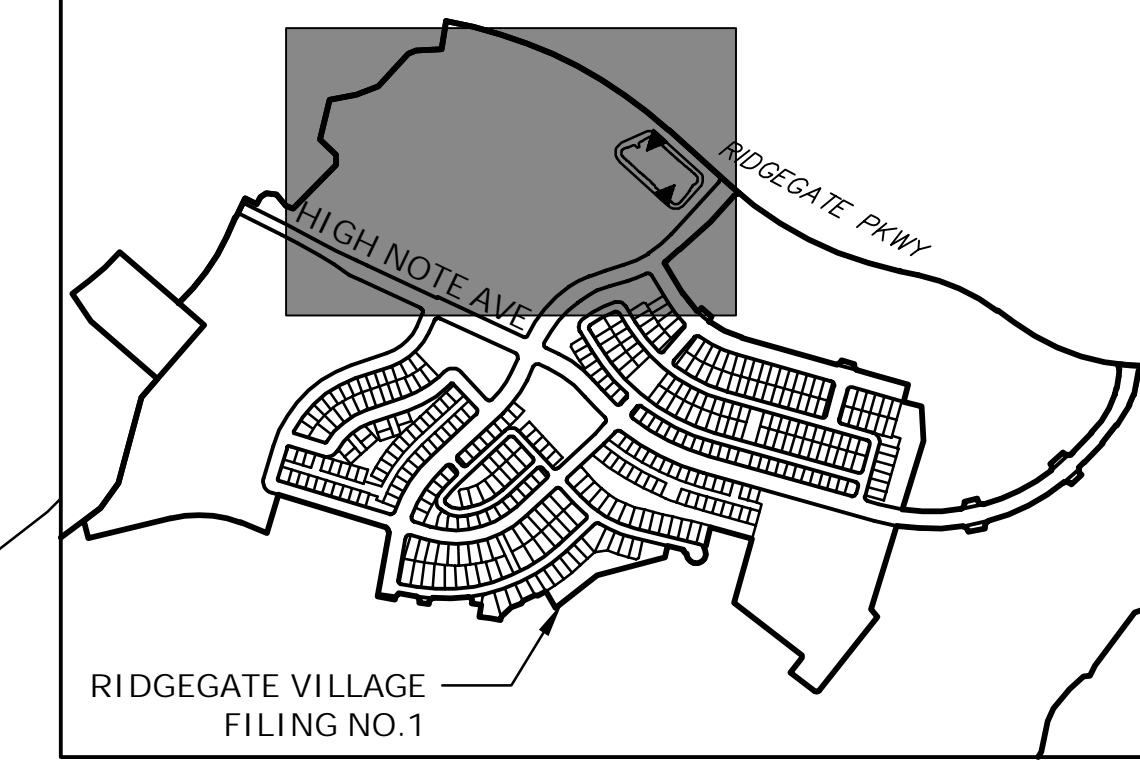 RIDGEGATE PKWY
HIGH NOTE AVE
RIDGEGATE VILLAGE
FILING NO.1